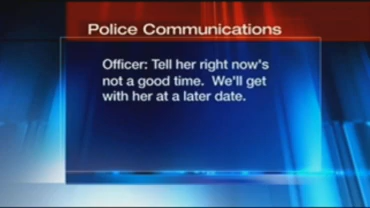 Police Communications
Officer: Tell her right now's
not a good time.  We'll get
with her at a later date.